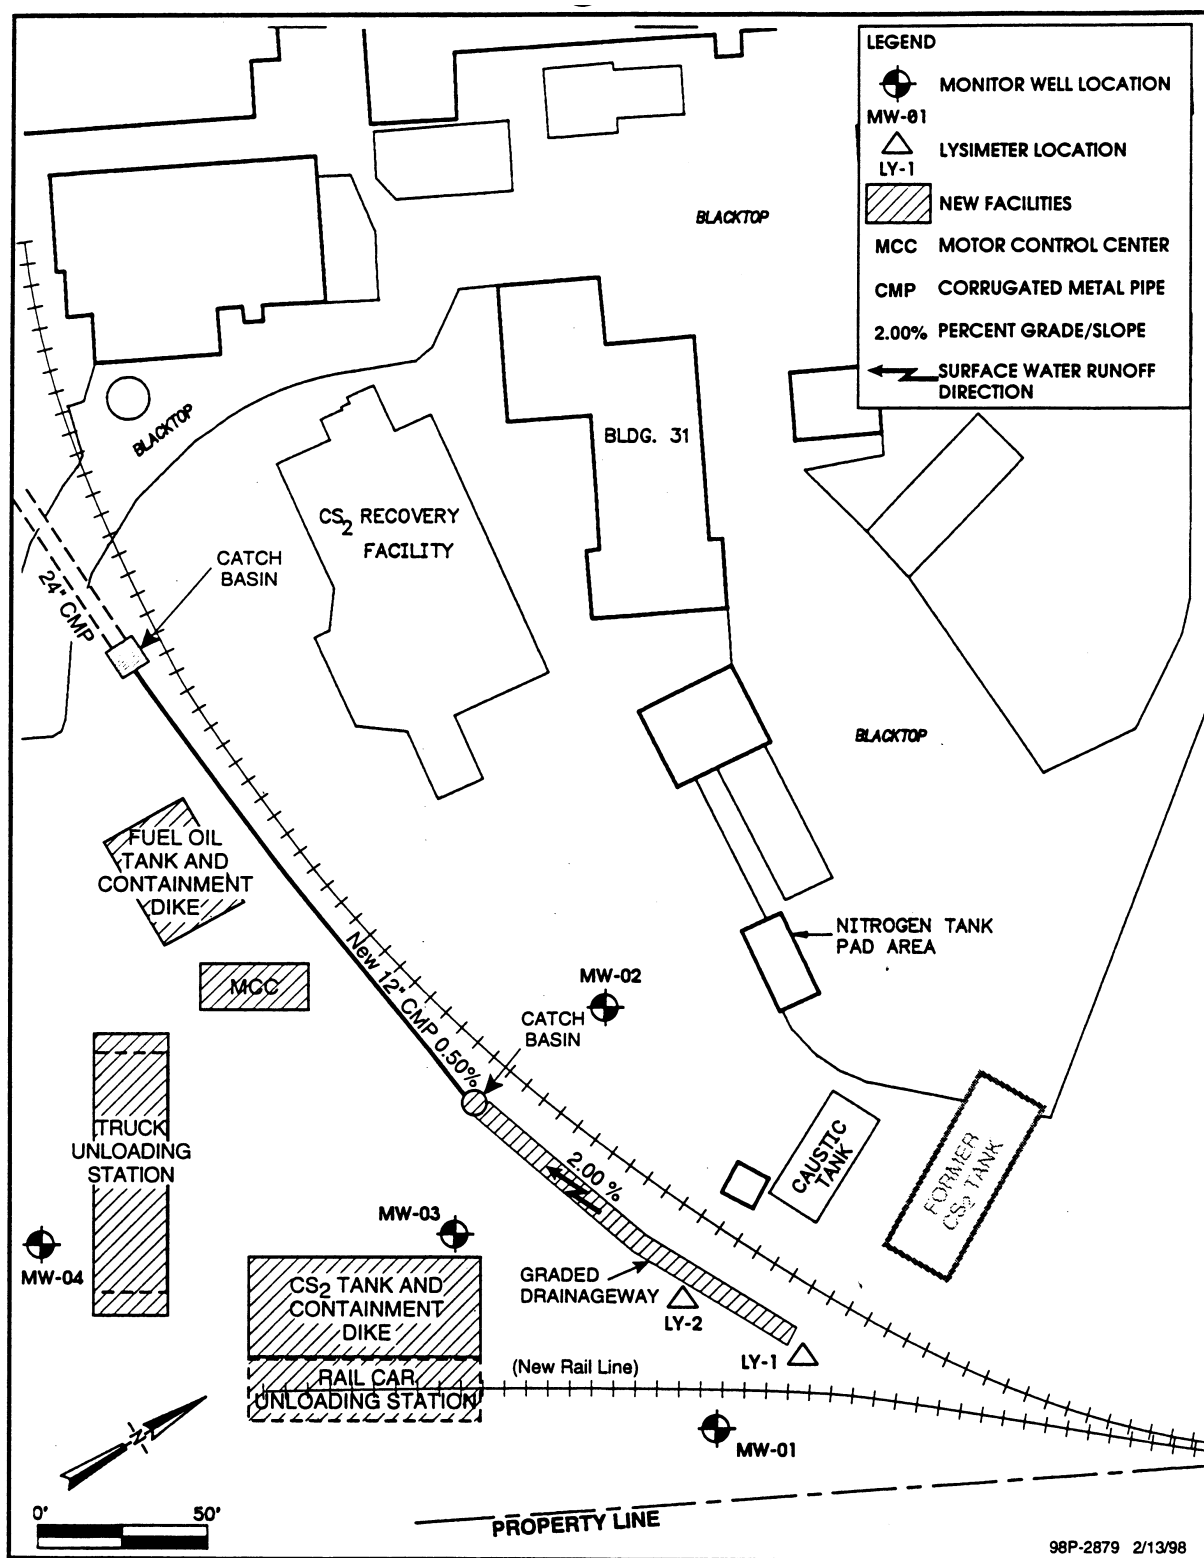 LEGEND
MONITOR WELL LOCATION
MW-01
LYSIMETER LOCATION
LY-1
NEW FACILITIES
MCC MOTOR CONTROL CENTER
CMP CORRUGATED METAL PIPE
2.00% PERCENT GRADE/SLOPE
SURFACE WATER RUNOFF
DIRECTION
BLACKTOP
BLACKTOP
BLDG. 31
CS2 RECOVERY
FACILITY
CATCH
BASIN
24" CMP
BLACKTOP
FUEL OIL
TANK AND
CONTAINMENT
DIKE
NITROGEN TANK
PAD AREA
MCC
New 12" CMP 0.50%
MW-02
CATCH
BASIN
TRUCK
UNLOADING
STATION
2.00 %
CAUSTIC
TANK
FORMER
CS2 TANK
MW-03
MW-04
CS2 TANK AND
CONTAINMENT
DIKE
GRADED
DRAINAGEWAY
LY-2
LY-1
(New Rail Line)
RAIL CAR
UNLOADING STATION
MW-01
N
0' 50'
PROPERTY LINE
98P-2879 2/13/98